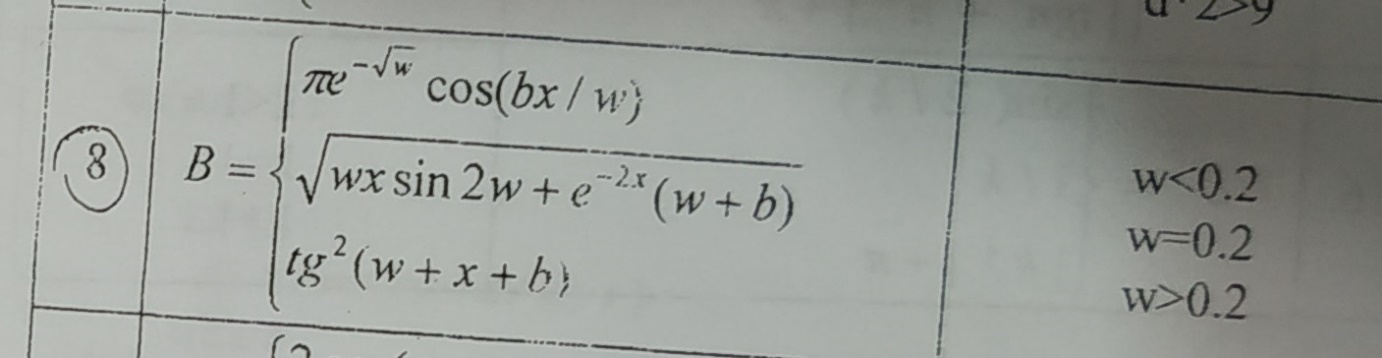 8
B = { πe^{-√w} cos(bx / w)
√(wx sin 2w + e^{-2x} (w + b))
tg²(w + x + b)
w<0.2
w=0.2
w>0.2